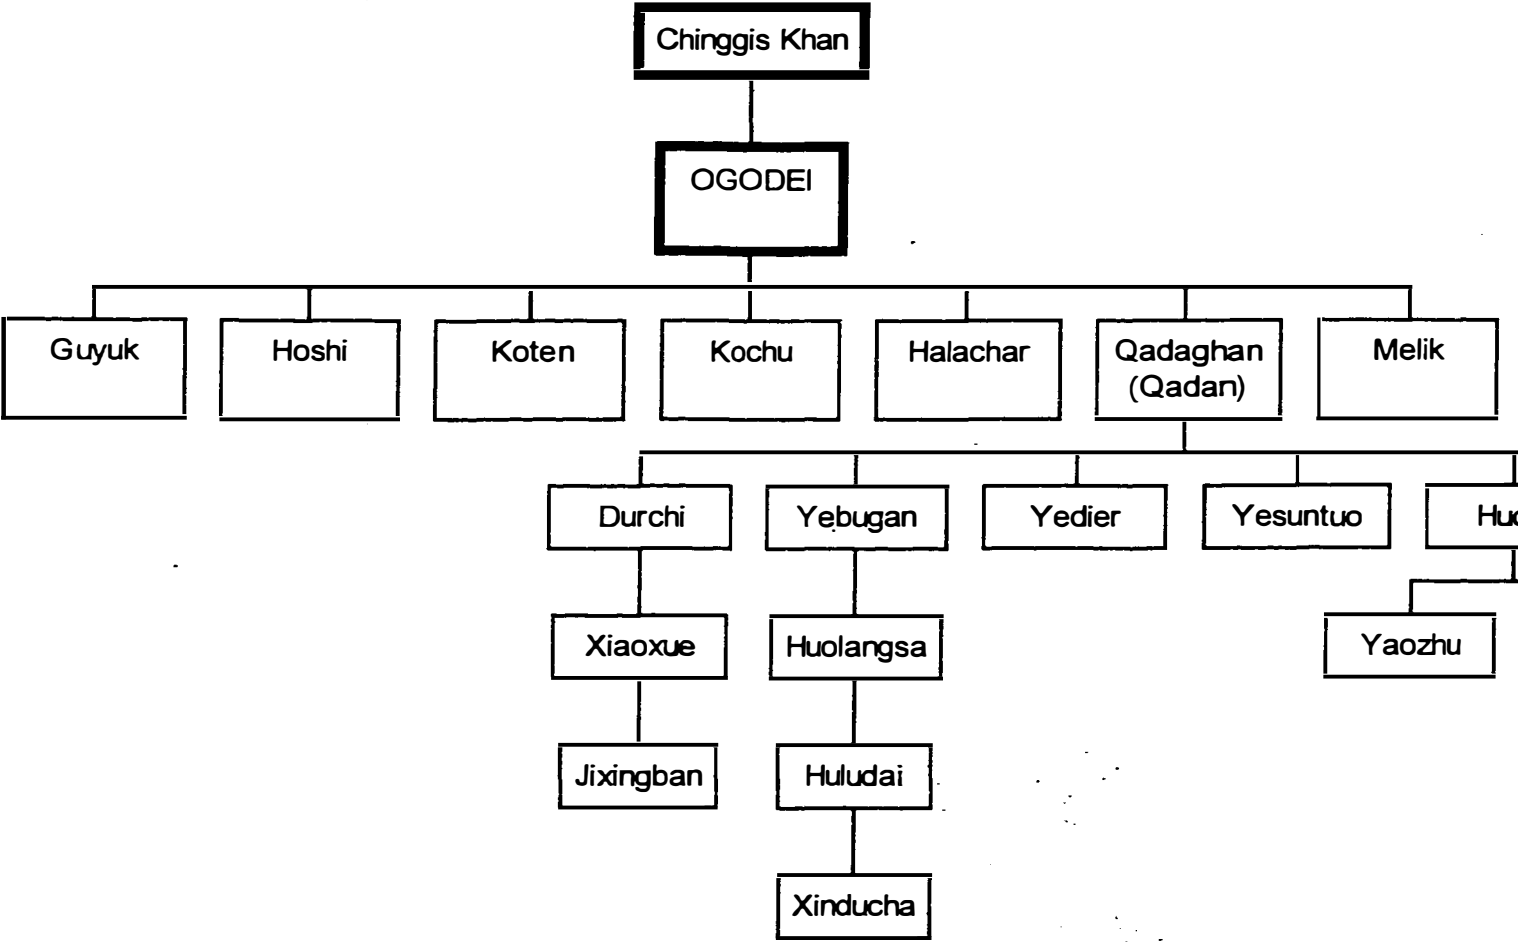 Chinggis Khan
OGODEI
Guyuk
Hoshi
Koten
Kochu
Halachar
Qadaghan
(Qadan)
Melik
Durchi
Yebugan
Yedier
Yesuntuo
Xiaoxue
Huolangsa
Yaozhu
Jixingban
Huludai
Xinducha